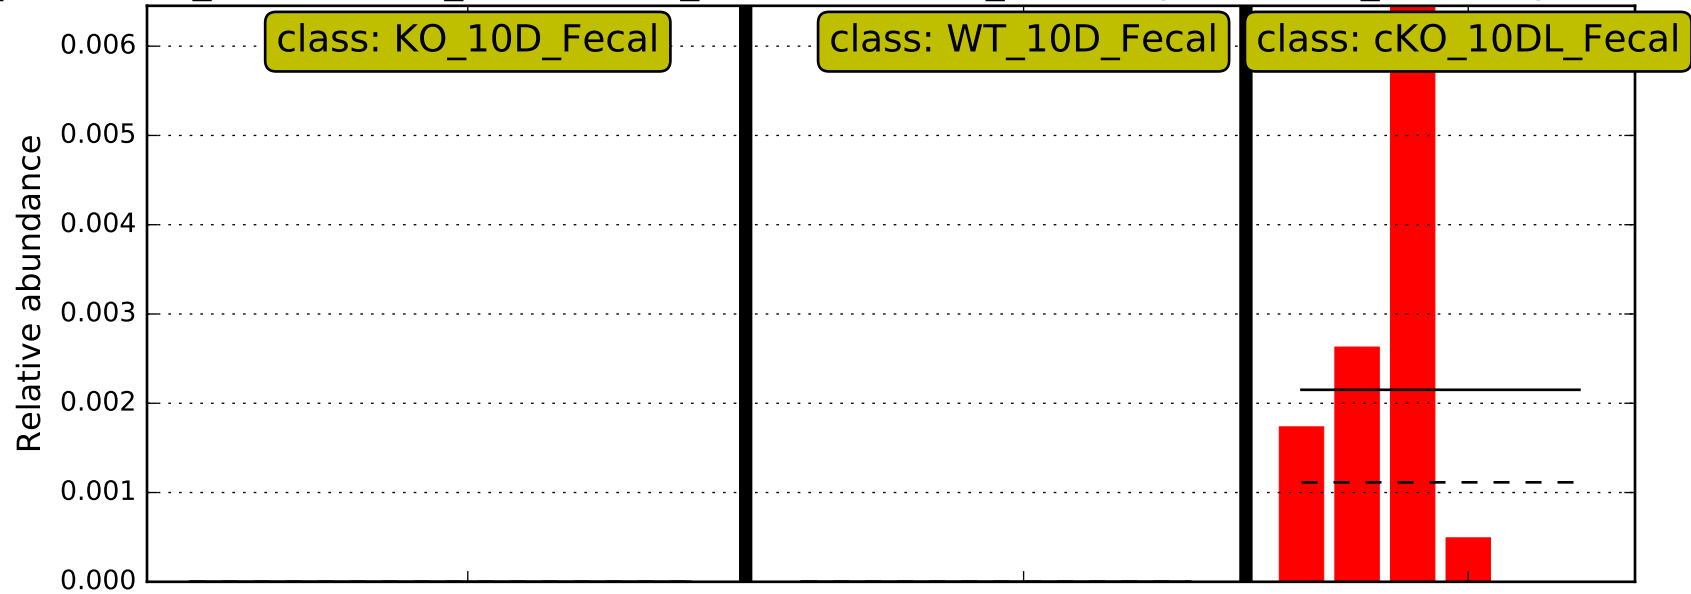 class: KO_10D_Fecal
class: WT_10D_Fecal
class: cKO_10DL_Fecal
Relative abundance
0.006
0.005
0.004
0.003
0.002
0.001
0.000